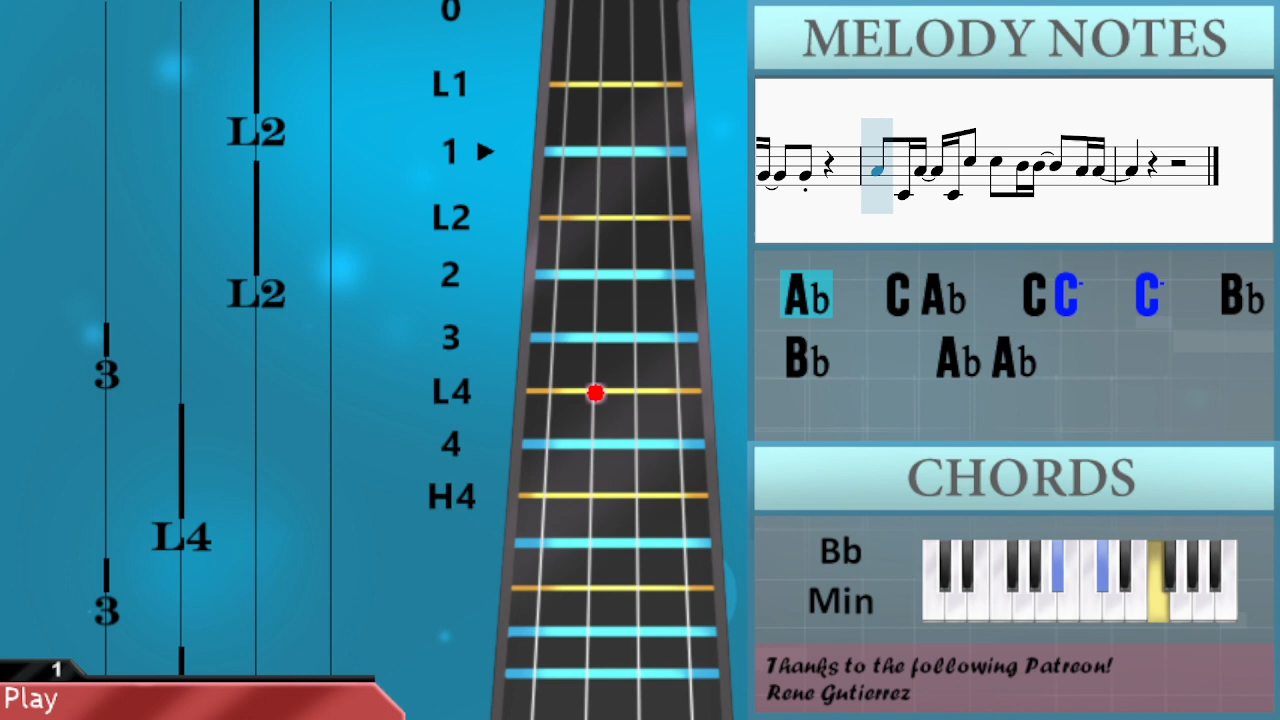 0
L1
1
L2
2
3
L4
4
H4
L2
L2
3
L4
3
1
Play
MELODY NOTES
Ab C Ab C C- C- Bb
Bb Ab Ab
CHORDS
Bb
Min
Thanks to the following Patreon!
Rene Gutierrez